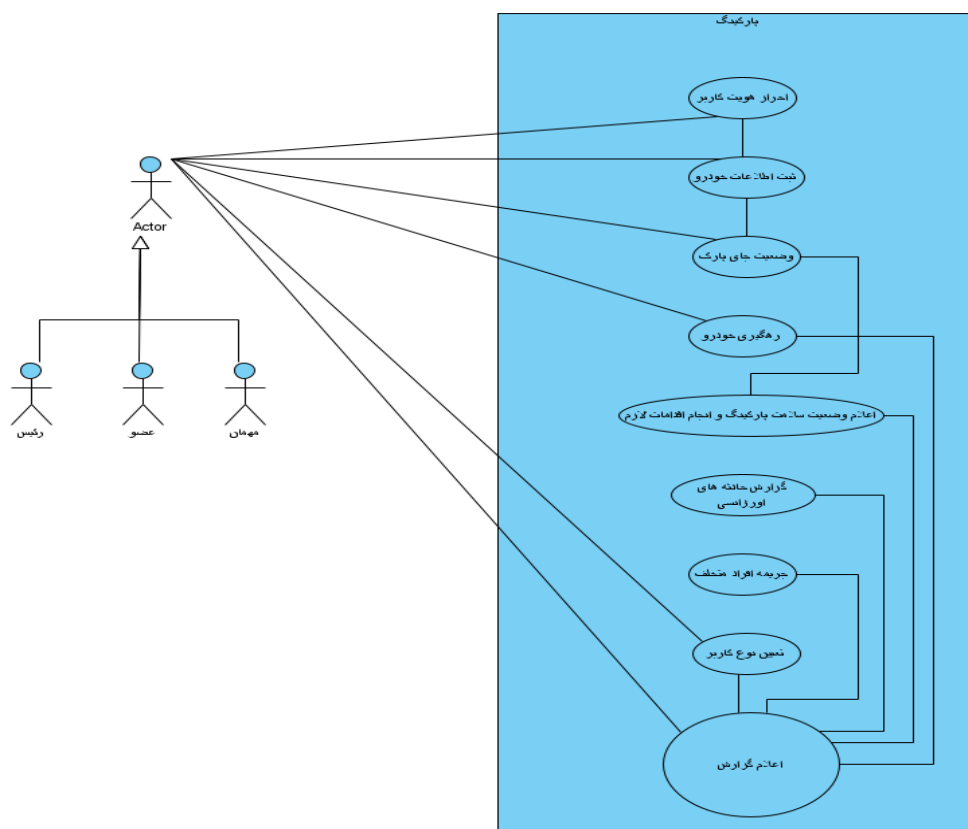 پارکینگ
احراز هویت کاربر
ثبت اطلاعات خودرو
Actor
وضعیت جای پارک
رهگیری خودرو
اعلام وضعیت سلامت پارکینگ و انجام اقدامات لازم
رئیس
عضو
مهمان
گزارش حادثه های
اورژانسی
جریمه افراد متخلف
تعیین نوع کاربر
اعلام گزارش